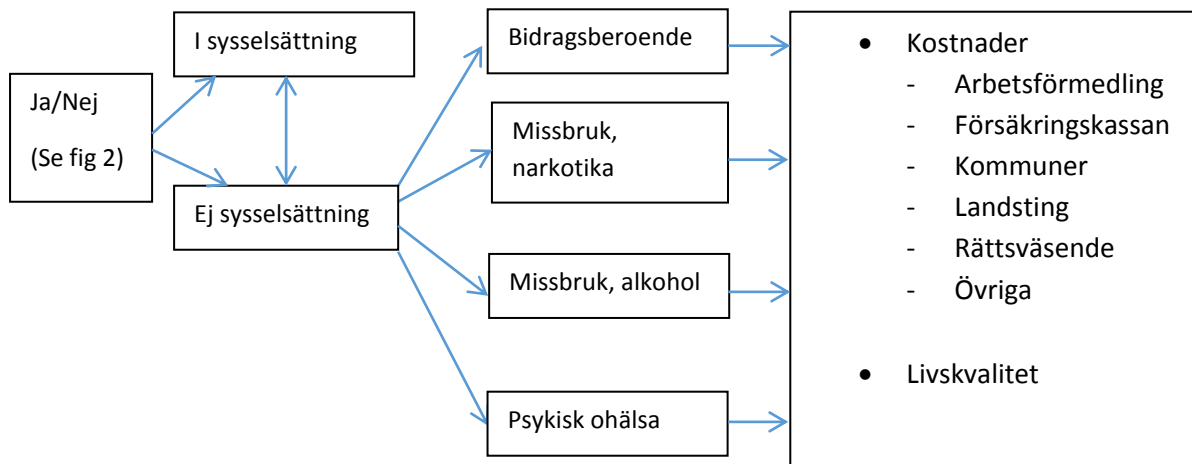 Ja/Nej
(Se fig 2)
I sysselsättning
Ej sysselsättning
Bidragsberoende
Missbruk,
narkotika
Missbruk, alkohol
Psykisk ohälsa
• Kostnader
- Arbetsförmedling
- Försäkringskassan
- Kommuner
- Landsting
- Rättsväsende
- Övriga
• Livskvalitet